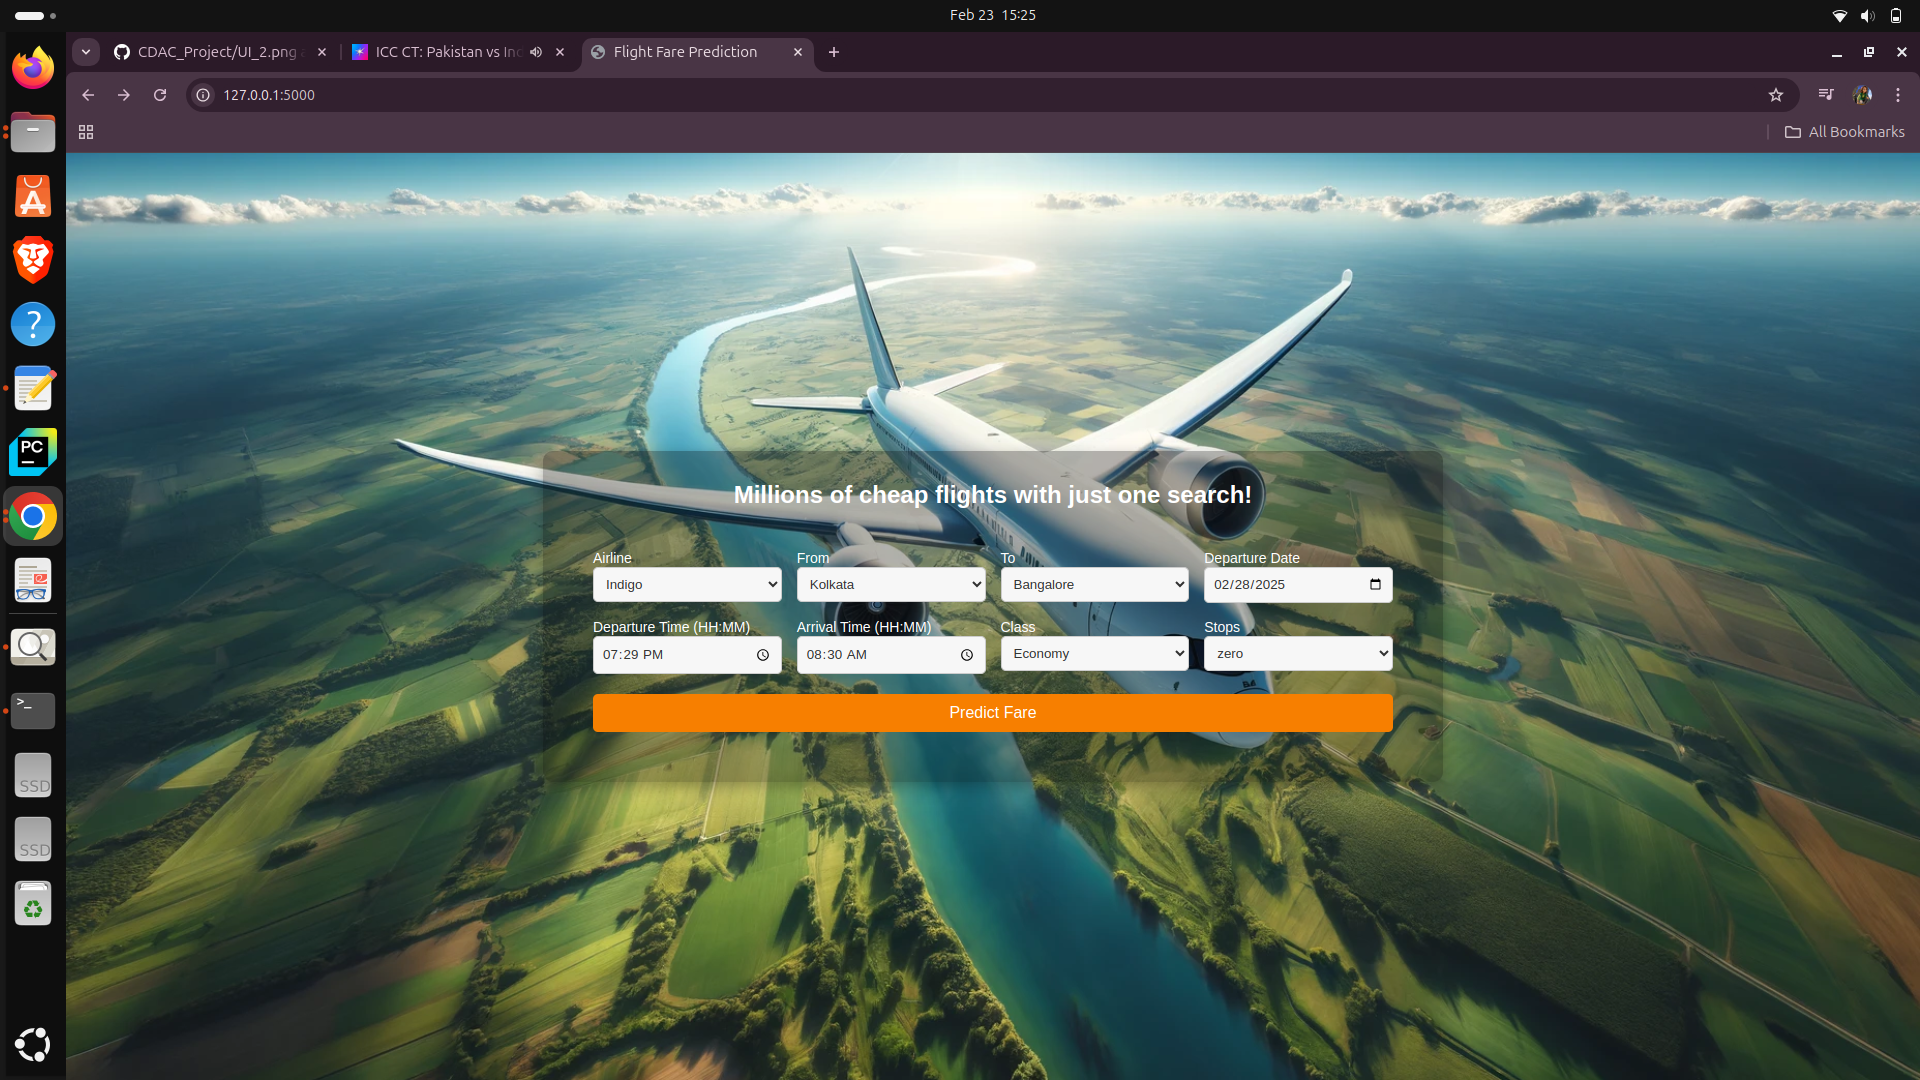 Feb 23 15:25
CDAC_Project/UI_2.png
ICC CT: Pakistan vs Ind
Flight Fare Prediction
127.0.0.1:5000
All Bookmarks
PC
>_
SSD
SSD
Millions of cheap flights with just one search!
Airline From To Departure Date
Indigo Kolkata Bangalore 02/28/2025
Departure Time (HH:MM) Arrival Time (HH:MM) Class Stops
07:29 PM 08:30 AM Economy zero
Predict Fare